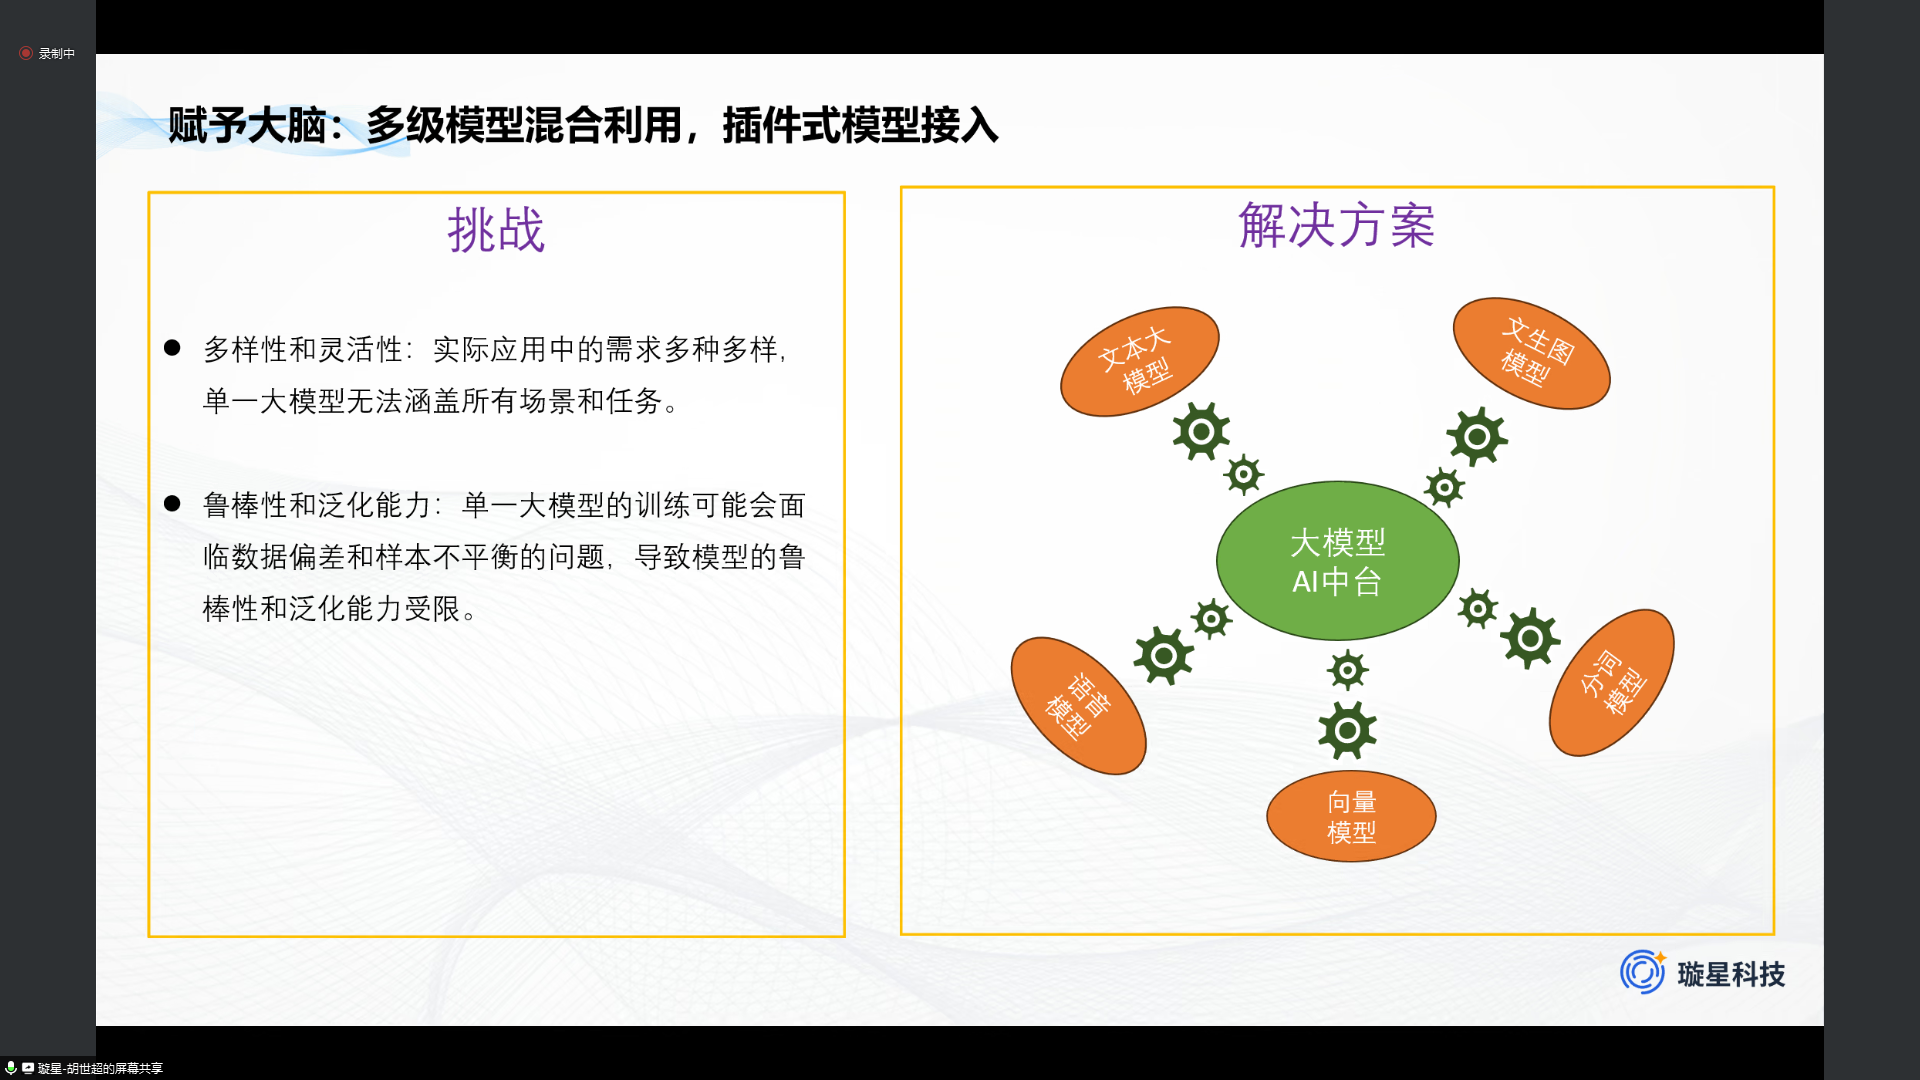 录制中
赋予大脑：多级模型混合利用，插件式模型接入
挑战
多样性和灵活性：实际应用中的需求多种多样，
单一大模型无法涵盖所有场景和任务。
鲁棒性和泛化能力：单一大模型的训练可能会面
临数据偏差和样本不平衡的问题，导致模型的鲁
棒性和泛化能力受限。
解决方案
文本大
模型
文生图
模型
大模型
AI中台
语音
模型
分词
模型
向量
模型
璇星科技
璇星-胡世超的屏幕共享